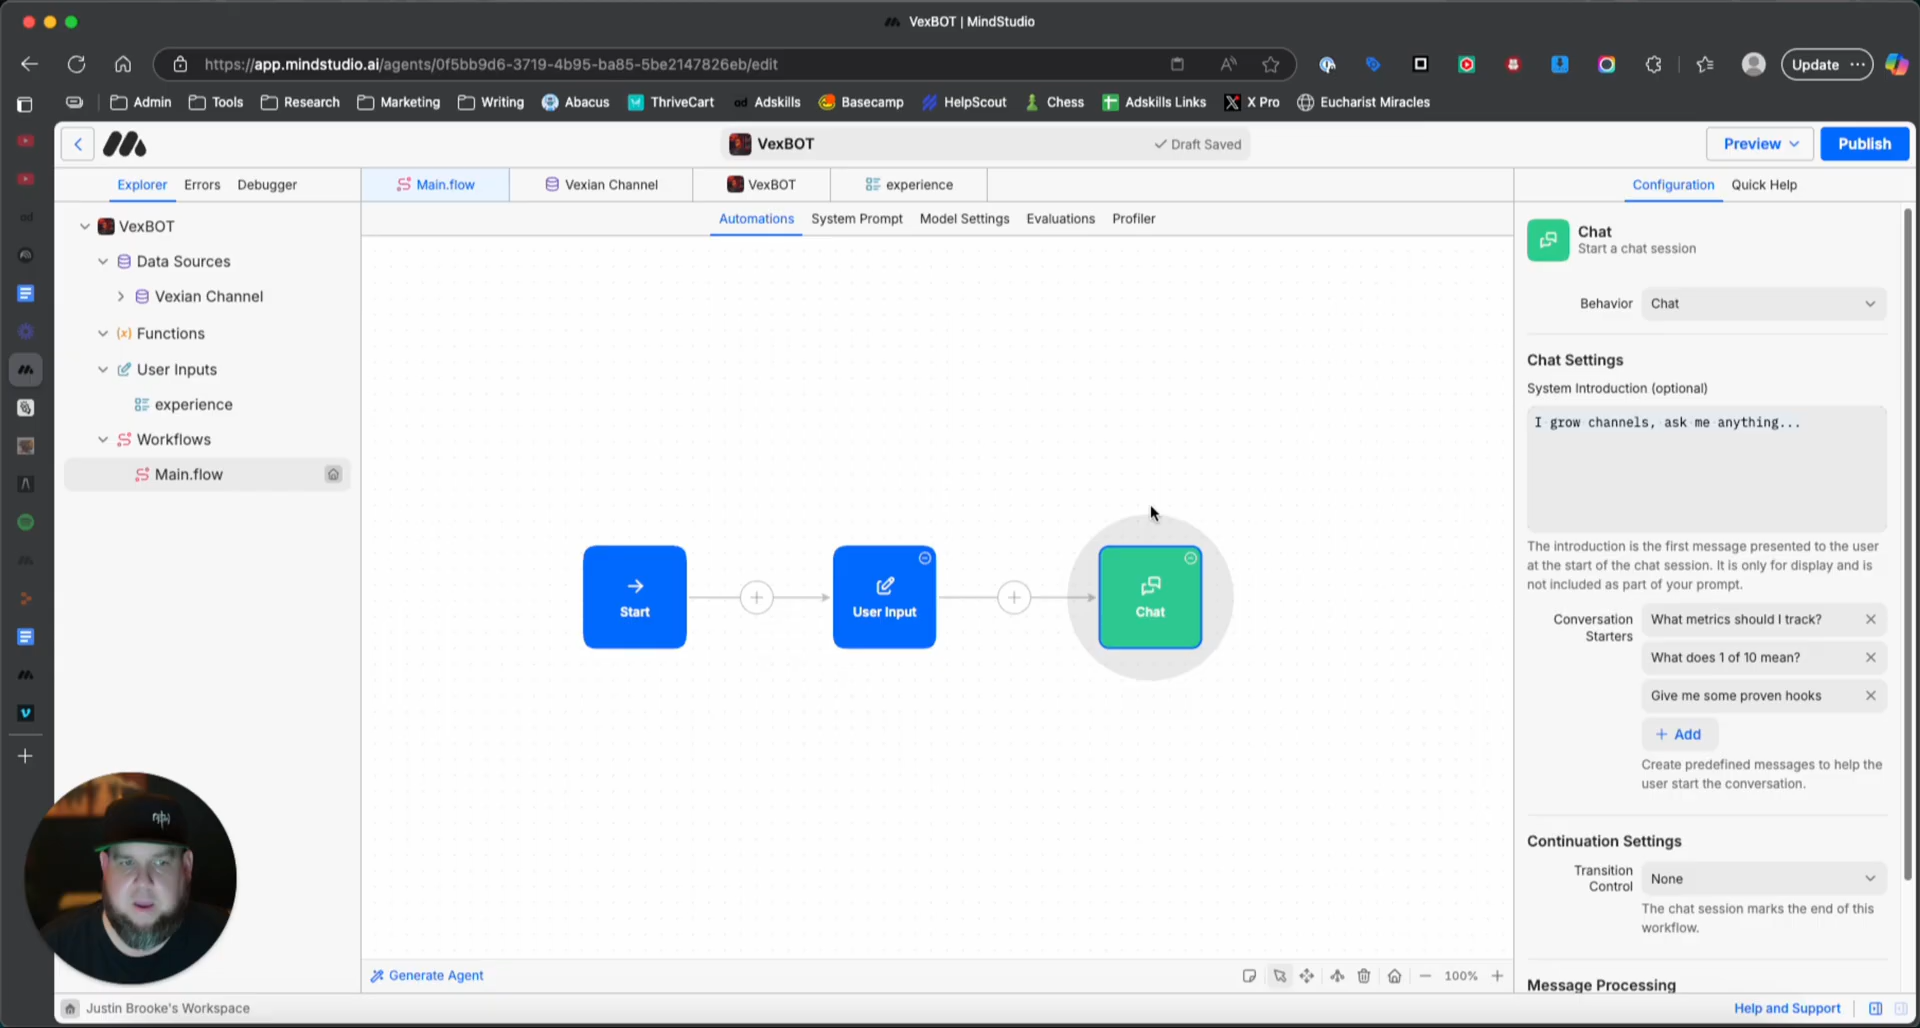 VexBOT | MindStudio
https://app.mindstudio.ai/agents/0f5bb9d6-3719-4b95-ba85-5be2147826eb/edit
Update
Admin
Tools
Research
Marketing
Writing
Abacus
ThriveCart
ad Adskills
Basecamp
HelpScout
Chess
Adskills Links
X Pro
Eucharist Miracles
VexBOT
Draft Saved
Preview
Publish
Explorer
Errors
Debugger
Main.flow
Vexian Channel
VexBOT
experience
Configuration
Quick Help
Automations
System Prompt
Model Settings
Evaluations
Profiler
VexBOT
Data Sources
Vexian Channel
(x) Functions
User Inputs
experience
Workflows
Main.flow
Start
User Input
Chat
Chat
Start a chat session
Behavior
Chat
Chat Settings
System Introduction (optional)
I grow channels, ask me anything...
The introduction is the first message presented to the user
at the start of the chat session. It is only for display and is
not included as part of your prompt.
Conversation
Starters
What metrics should I track?
What does 1 of 10 mean?
Give me some proven hooks
+ Add
Create predefined messages to help the
user start the conversation.
Continuation Settings
Transition
Control
None
The chat session marks the end of this
workflow.
Message Processing
Generate Agent
100%
Justin Brooke's Workspace
Help and Support